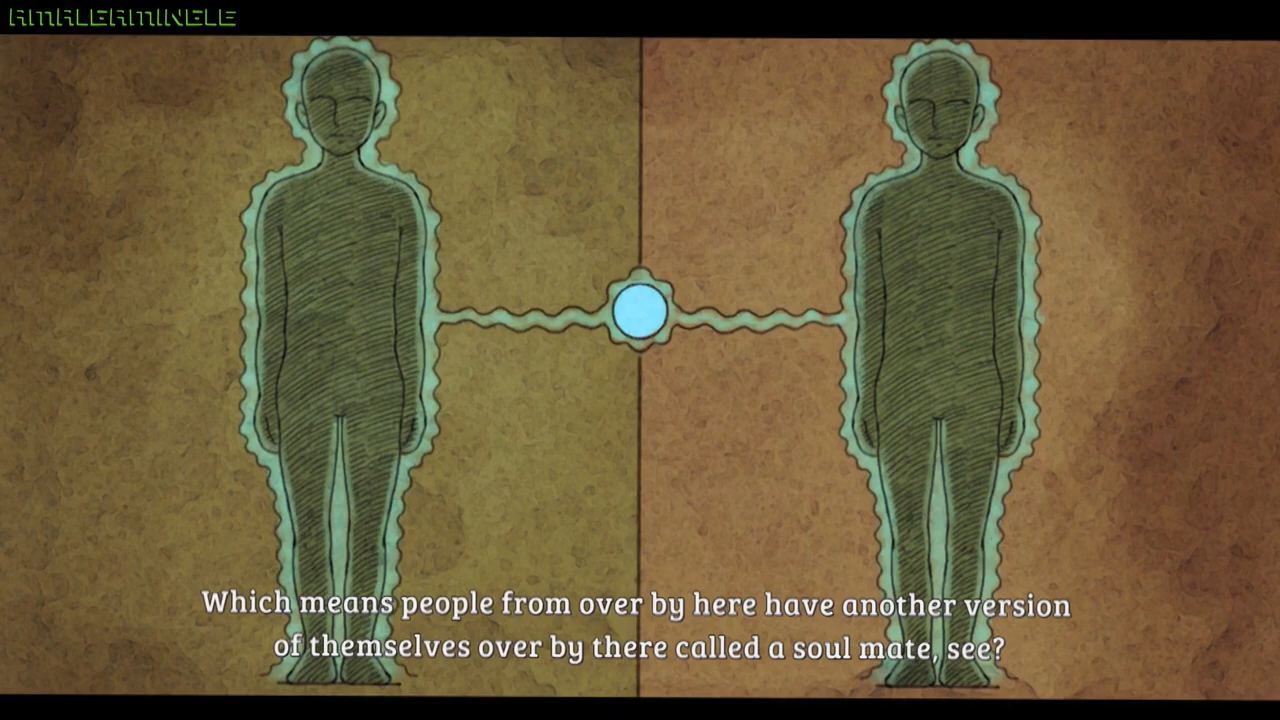 AMALGAMINGLE
Which means people from over by here have another version
of themselves over by there called a soul mate, see?